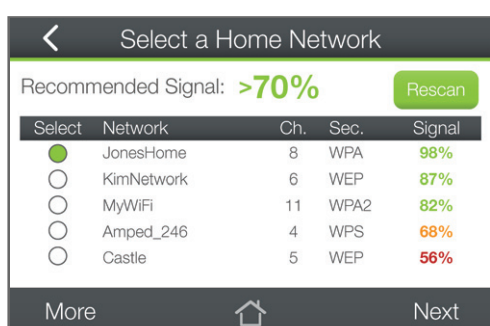 Select a Home Network
Recommended Signal: >70% Rescan
Select Network Ch. Sec. Signal
JonesHome 8 WPA 98%
KimNetwork 6 WEP 87%
MyWiFi 11 WPA2 82%
Amped_246 4 WPS 68%
Castle 5 WEP 56%
More Next